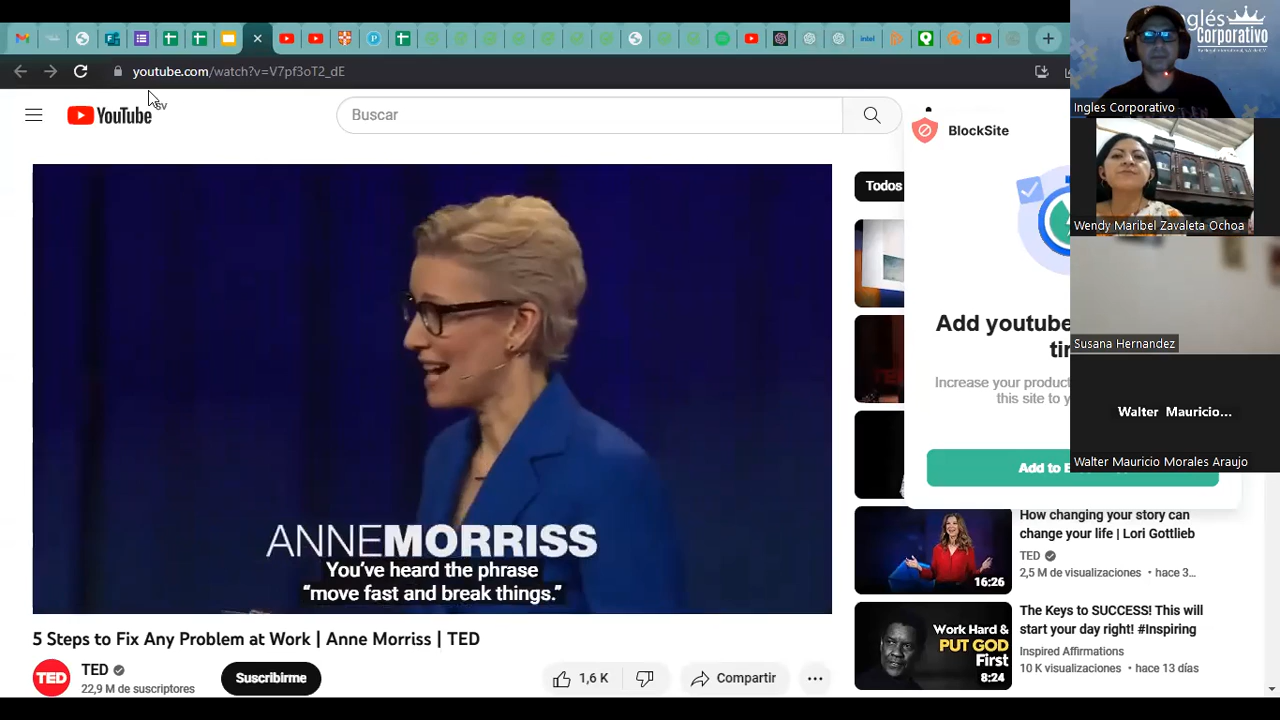 youtube.com/watch?v=V7pf3oT2_dE
YouTube SV
Buscar
BlockSite
Todos
Add youtube
Increase your produc
this site to y
Add to
ANNEMORRISS
You've heard the phrase
"move fast and break things."
5 Steps to Fix Any Problem at Work | Anne Morriss | TED
TED
TED
22,9 M de suscriptores
Suscribirme
1,6 K
Compartir
16:26
How changing your story can
change your life | Lori Gottlieb
TED
2,5 M de visualizaciones • hace 3...
Work Hard &
PUT GOD
First
8:24
The Keys to SUCCESS! This will
start your day right! #Inspiring
Inspired Affirmations
10 K visualizaciones • hace 13 días
Inglés
Corporativo
Ingles Corporativo
Wendy Maribel Zavaleta Ochoa
Susana Hernandez
Walter Mauricio...
Walter Mauricio Morales Araujo